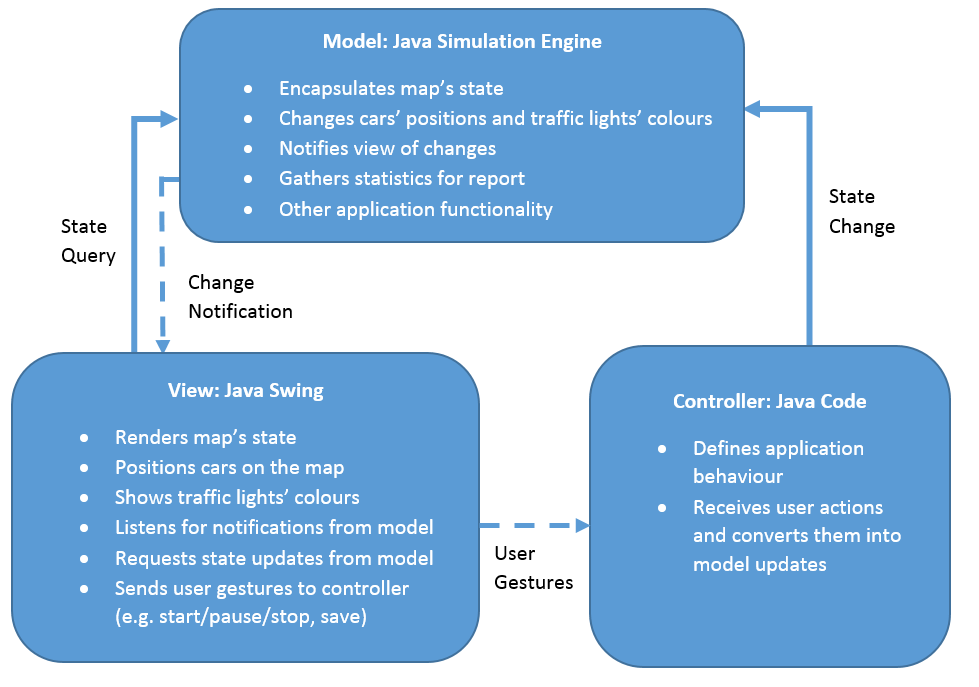 Model: Java Simulation Engine
• Encapsulates map's state
• Changes cars' positions and traffic lights' colours
• Notifies view of changes
• Gathers statistics for report
• Other application functionality
State
Query
Change
Notification
State
Change
View: Java Swing
• Renders map's state
• Positions cars on the map
• Shows traffic lights' colours
• Listens for notifications from model
• Requests state updates from model
• Sends user gestures to controller
(e.g. start/pause/stop, save)
User
Gestures
Controller: Java Code
• Defines application
behaviour
• Receives user actions
and converts them into
model updates